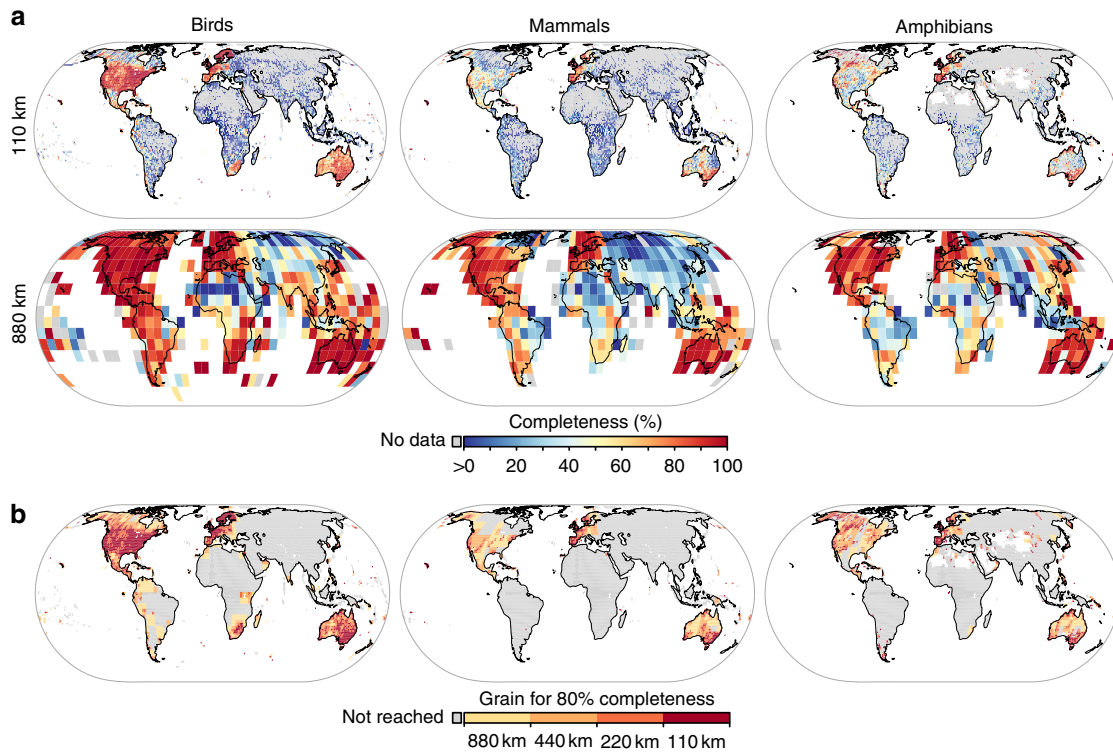 a
Birds
Mammals
Amphibians
110 km
880 km
Completeness (%)
No data
>0 20 40 60 80 100
b
Grain for 80% completeness
Not reached
880 km 440 km 220 km 110 km